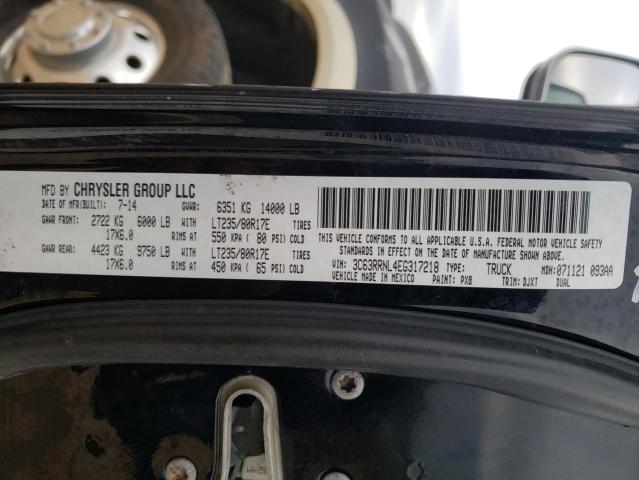 MFD BY CHRYSLER GROUP LLC
DATE OF MFR(BUILT): 7-14 GVWR: 6351 KG 14000 LB
GAWR FRONT: 2722 KG 6000 LB WITH LT235/80R17E TIRES
17X6.0 RIMS AT 550 KPA ( 80 PSI) COLD
GAWR REAR: 4423 KG 9750 LB WITH LT235/80R17E TIRES
17X6.0 RIMS AT 450 KPA ( 65 PSI) COLD
THIS VEHICLE CONFORMS TO ALL APPLICABLE U.S.A. FEDERAL MOTOR VEHICLE SAFETY
STANDARDS IN EFFECT ON THE DATE OF MANUFACTURE SHOWN ABOVE.
VIN: 3C63RRNL4EG317218 TYPE: TRUCK MDH: 071121 093AA
VEHICLE MADE IN MEXICO PAINT: PX8 TRIM: DJXT DUAL